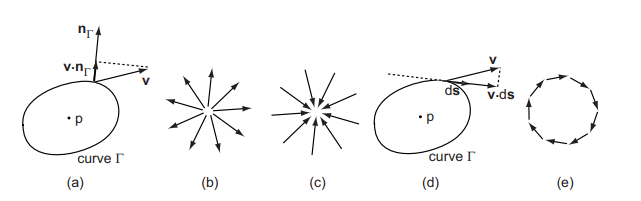 n_Γ
v·n_Γ
v
p
curve Γ
(a)
(b)
(c)
v
ds
v·ds
p
curve Γ
(d)
(e)